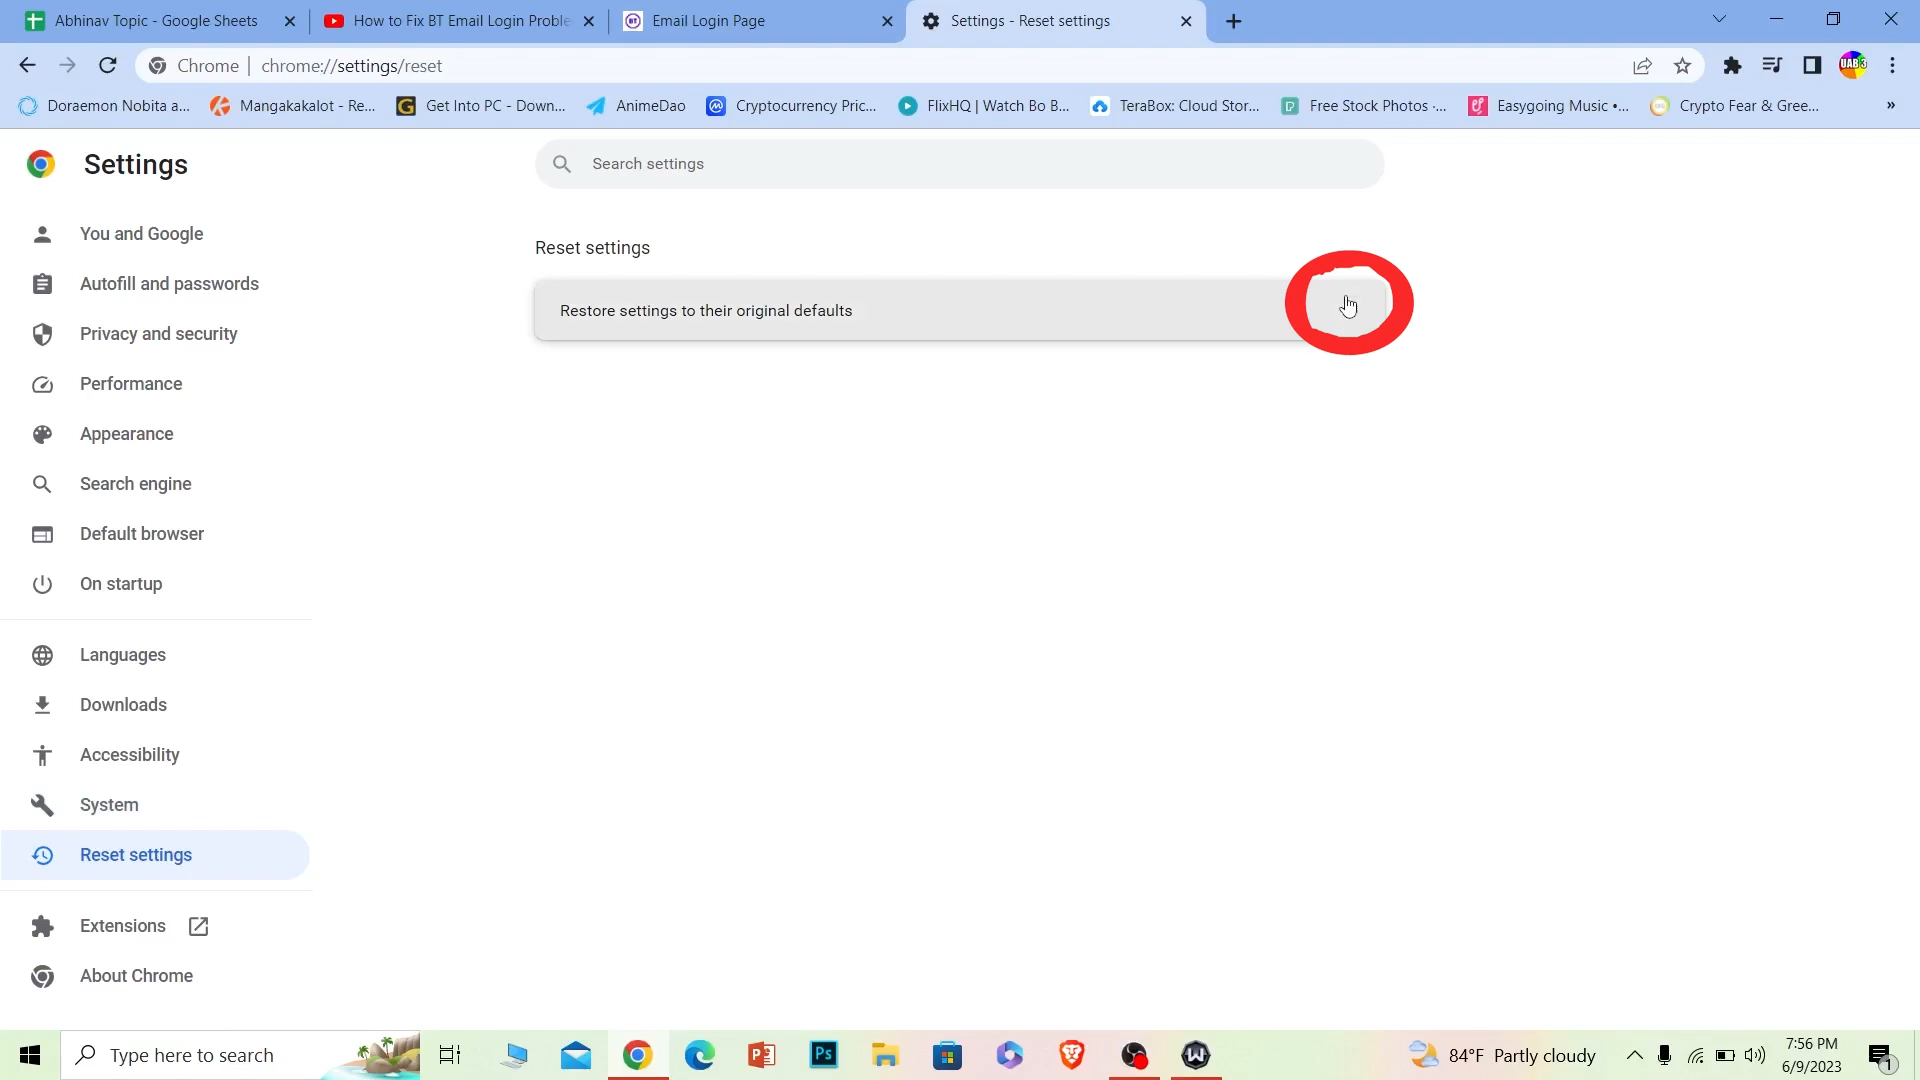 Abhinav Topic - Google Sheets
How to Fix BT Email Login Proble
Email Login Page
Settings - Reset settings
Chrome | chrome://settings/reset
UAB 3
Doraemon Nobita a...
Mangakakalot - Re...
Get Into PC - Down...
AnimeDao
Cryptocurrency Pric...
FlixHQ | Watch Bo B...
TeraBox: Cloud Stor...
Free Stock Photos ·...
Easygoing Music •...
Crypto Fear & Gree...
»
Settings
Search settings
You and Google
Autofill and passwords
Privacy and security
Performance
Appearance
Search engine
Default browser
On startup
Languages
Downloads
Accessibility
System
Reset settings
Extensions
About Chrome
Reset settings
Restore settings to their original defaults
Type here to search
Ps
84°F Partly cloudy
7:56 PM
6/9/2023
1